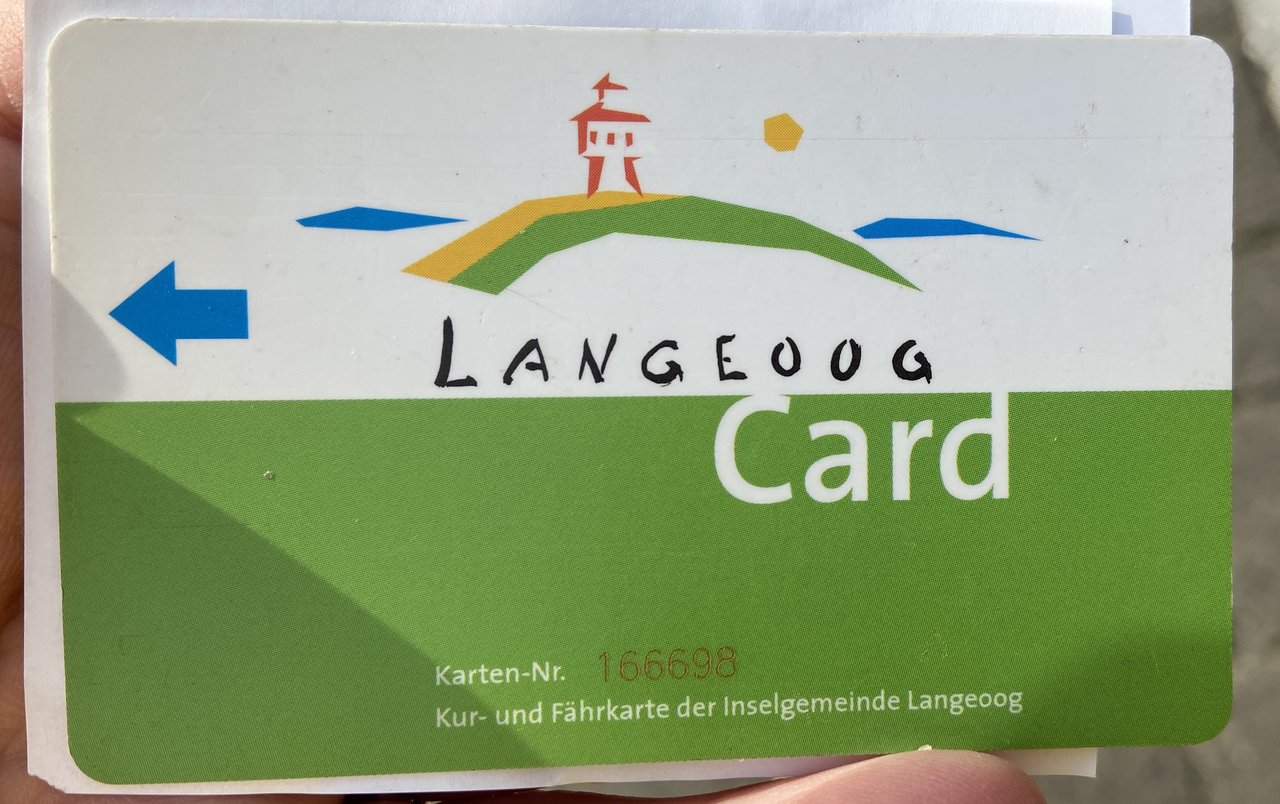 LANGEOOG
Card
Karten-Nr. 166698
Kur- und Fährkarte der Inselgemeinde Langeoog